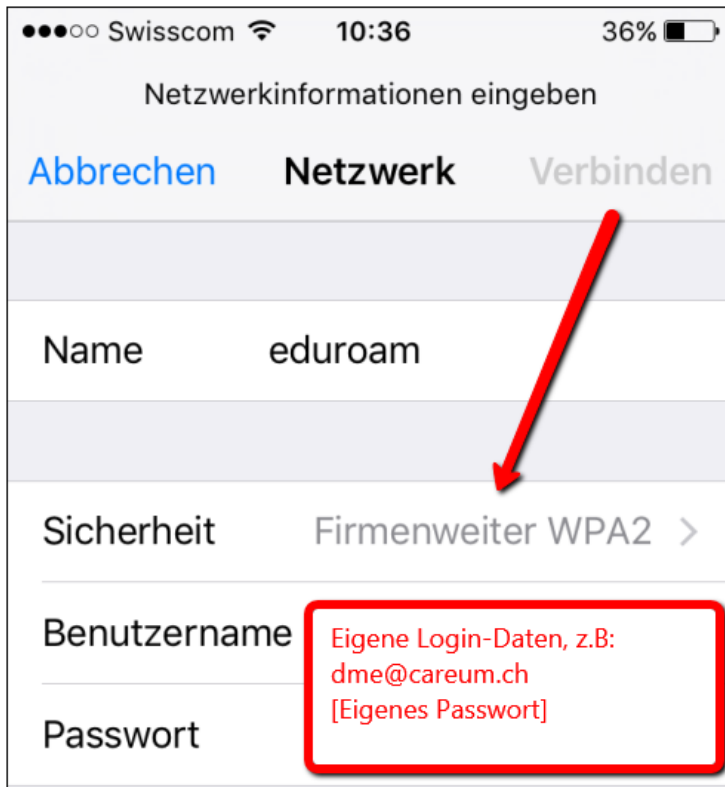 Swisscom 10:36 36%
Netzwerkinformationen eingeben
Abbrechen Netzwerk Verbinden
Name eduroam
Sicherheit Firmenweiter WPA2 >
Benutzername
Eigene Login-Daten, z.B:
dme@careum.ch
[Eigenes Passwort]
Passwort